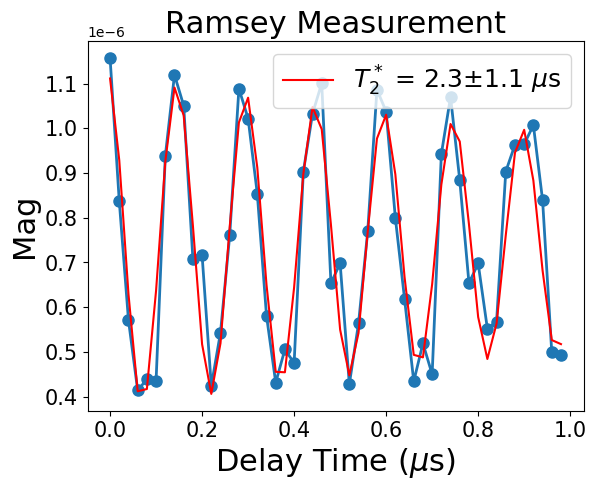 Ramsey Measurement
1e−6
T₂* = 2.3±1.1 μs
Mag
1.1
1.0
0.9
0.8
0.7
0.6
0.5
0.4
0.0 0.2 0.4 0.6 0.8 1.0
Delay Time (μs)